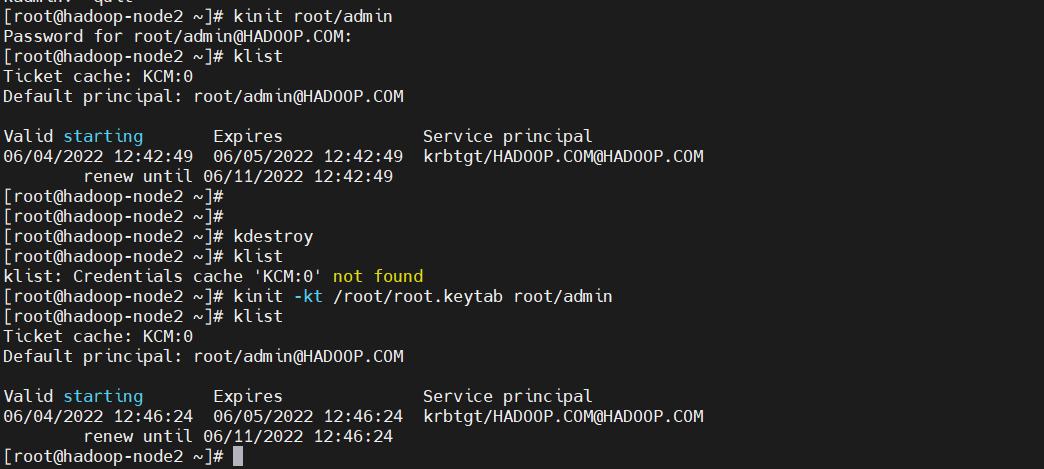 [root@hadoop-node2 ~]# kinit root/admin
Password for root/admin@HADOOP.COM:
[root@hadoop-node2 ~]# klist
Ticket cache: KCM:0
Default principal: root/admin@HADOOP.COM
Valid starting       Expires              Service principal
06/04/2022 12:42:49  06/05/2022 12:42:49  krbtgt/HADOOP.COM@HADOOP.COM
        renew until 06/11/2022 12:42:49
[root@hadoop-node2 ~]#
[root@hadoop-node2 ~]#
[root@hadoop-node2 ~]# kdestroy
[root@hadoop-node2 ~]# klist
klist: Credentials cache 'KCM:0' not found
[root@hadoop-node2 ~]# kinit -kt /root/root.keytab root/admin
[root@hadoop-node2 ~]# klist
Ticket cache: KCM:0
Default principal: root/admin@HADOOP.COM
Valid starting       Expires              Service principal
06/04/2022 12:46:24  06/05/2022 12:46:24  krbtgt/HADOOP.COM@HADOOP.COM
        renew until 06/11/2022 12:46:24
[root@hadoop-node2 ~]#